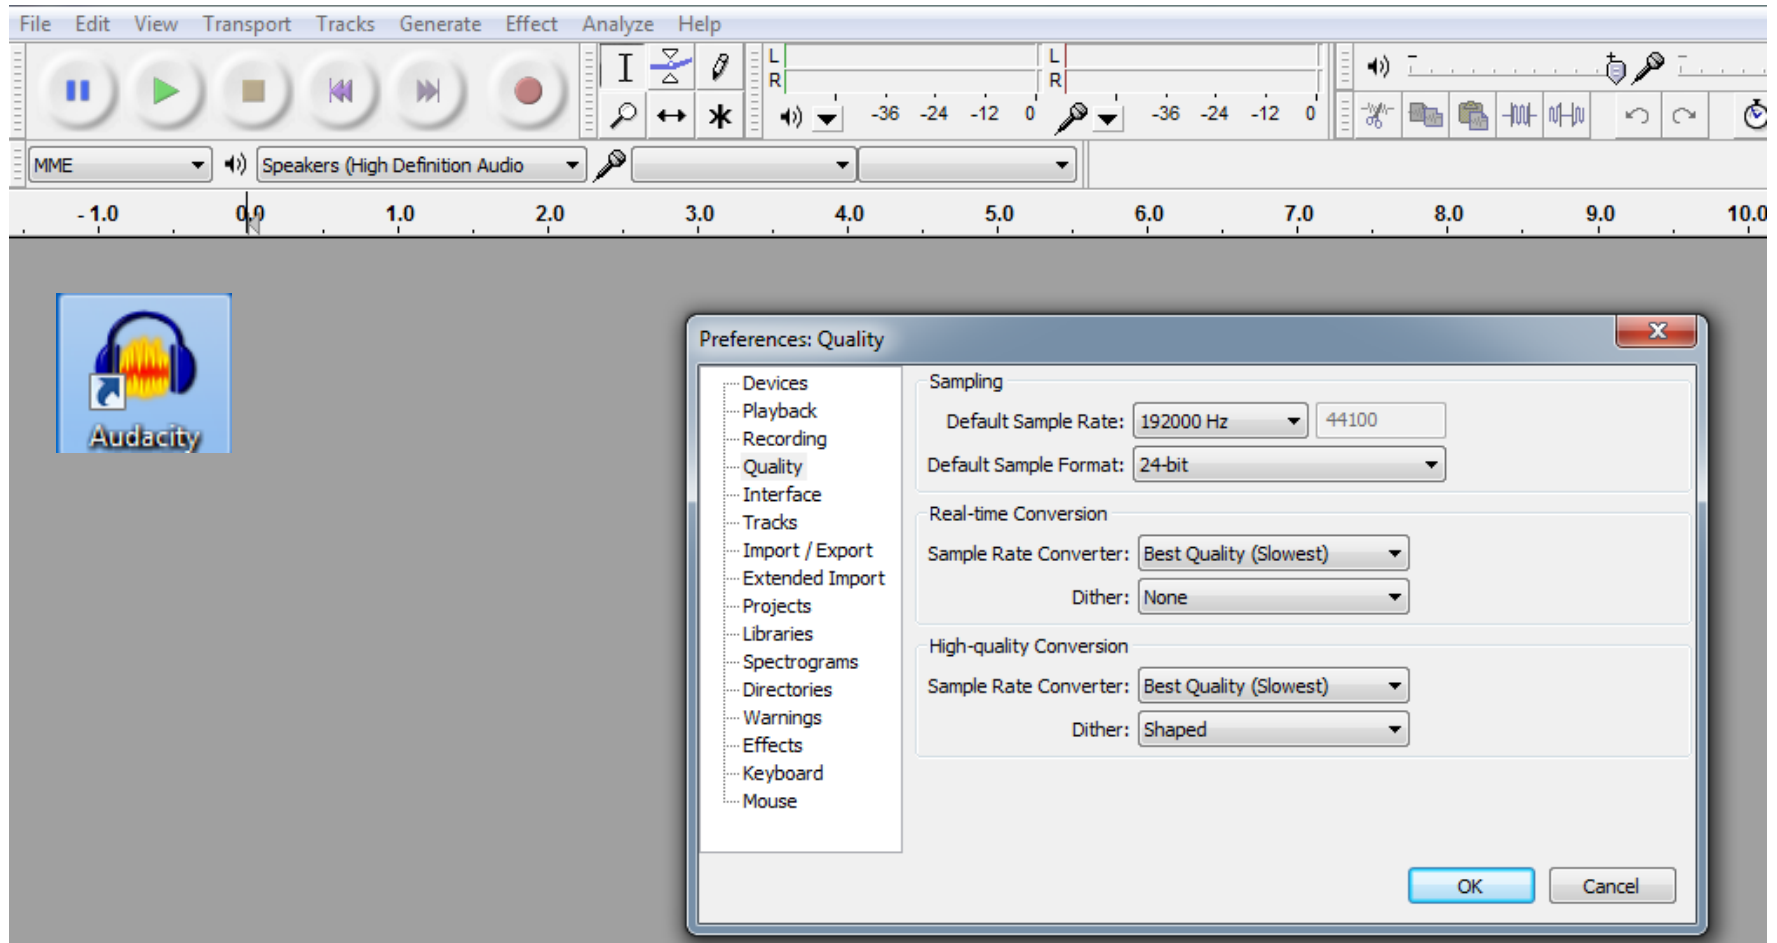 File Edit View Transport Tracks Generate Effect Analyze Help
L
R
L
R
-36 -24 -12 0
-36 -24 -12 0
MME
Speakers (High Definition Audio
- 1.0 0.0 1.0 2.0 3.0 4.0 5.0 6.0 7.0 8.0 9.0 10.0
Audacity
Preferences: Quality
Devices
Playback
Recording
Quality
Interface
Tracks
Import / Export
Extended Import
Projects
Libraries
Spectrograms
Directories
Warnings
Effects
Keyboard
Mouse
Sampling
Default Sample Rate: 192000 Hz 44100
Default Sample Format: 24-bit
Real-time Conversion
Sample Rate Converter: Best Quality (Slowest)
Dither: None
High-quality Conversion
Sample Rate Converter: Best Quality (Slowest)
Dither: Shaped
OK Cancel